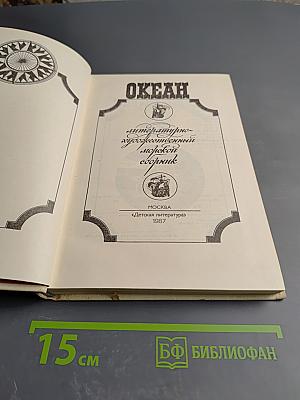 ОКЕАН
литературно-
художественный
морской
сборник
МОСКВА
«Детская литература»
1987
15 см
БФ БИБЛИОФАН